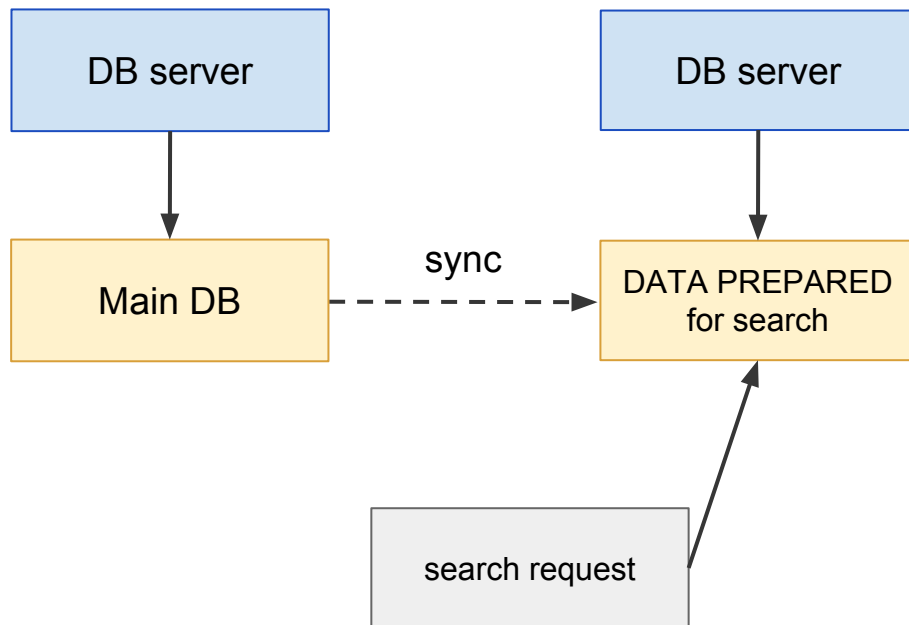 DB server
DB server
sync
Main DB
DATA PREPARED
for search
search request